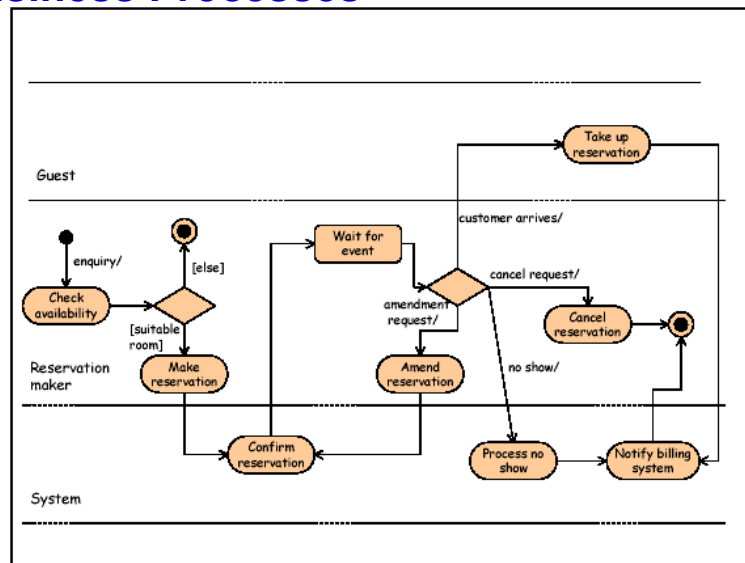 Take up
reservation
Guest
customer arrives/
Wait for
event
enquiry/
[else]
cancel request/
Check
availability
amendment
request/
Cancel
reservation
[suitable
room]
Reservation
maker
Make
reservation
Amend
reservation
no show/
Confirm
reservation
Process no
show
Notify billing
system
System